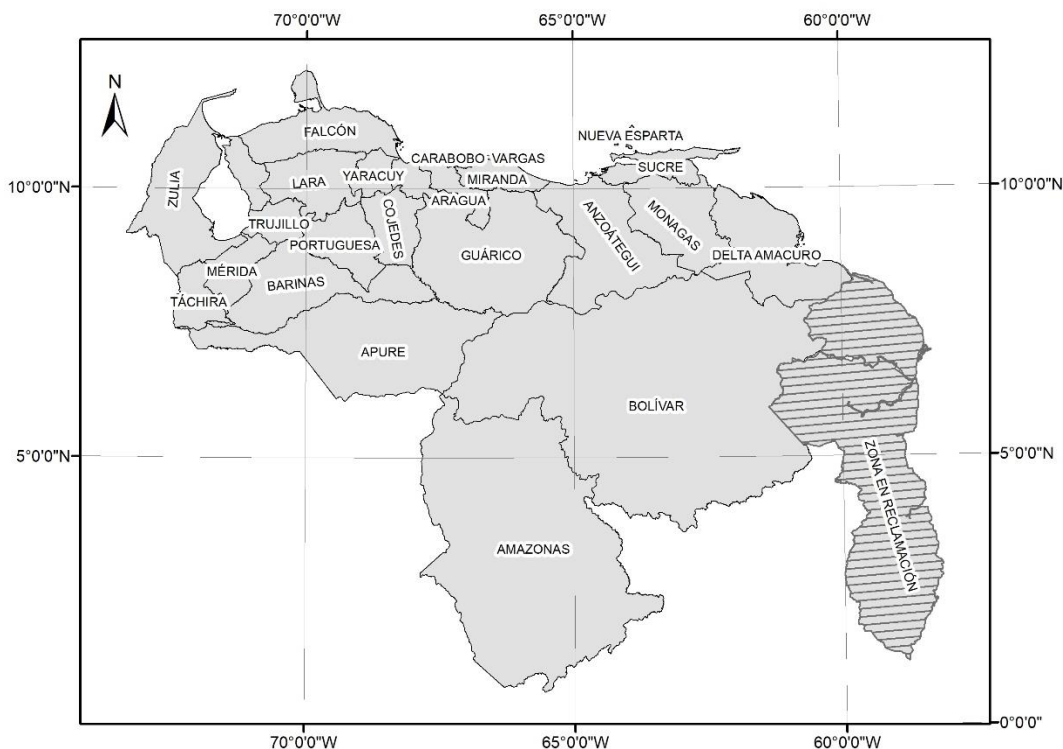 70°0'0"W
65°0'0"W
60°0'0"W
N
NUEVA ESPARTA
FALCÓN
CARABOBO VARGAS
SUCRE
10°0'0"N
ZULIA
LARA
YARACUY
MIRANDA
10°0'0"N
ARAGUA
TRUJILLO
COJEDES
ANZOÁTEGUI
MONAGAS
PORTUGUESA
GUÁRICO
DELTA AMACURO
MÉRIDA
BARINAS
TÁCHIRA
APURE
BOLÍVAR
5°0'0"N
5°0'0"N
ZONA EN RECLAMACIÓN
AMAZONAS
0°0'0"N
70°0'0"W
65°0'0"W
60°0'0"W